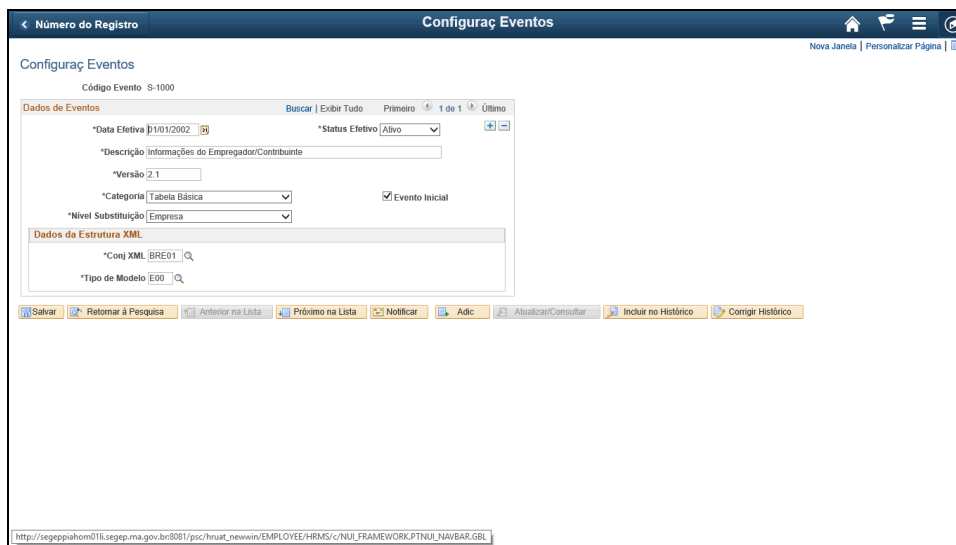 Número do Registro
Configuraç Eventos
Nova Janela | Personalizar Página |
Configuraç Eventos
Código Evento S-1000
Dados de Eventos Buscar | Exibir Tudo Primeiro 1 de 1 Último
*Data Efetiva 01/01/2002 *Status Efetivo Ativo
*Descrição Informações do Empregador/Contribuinte
*Versão 2.1
*Categoria Tabela Básica Evento Inicial
*Nível Substituição Empresa
Dados da Estrutura XML
*Conj XML BRE01
*Tipo de Modelo E00
Salvar Retornar à Pesquisa Anterior na Lista Próximo na Lista Notificar Adic Atualizar/Consultar Incluir no Histórico Corrigir Histórico
http://segeppiahom01li.segep.ma.gov.br:8081/psc/hruat_newwin/EMPLOYEE/HRMS/c/NUI_FRAMEWORK.PTNUI_NAVBAR.GBL